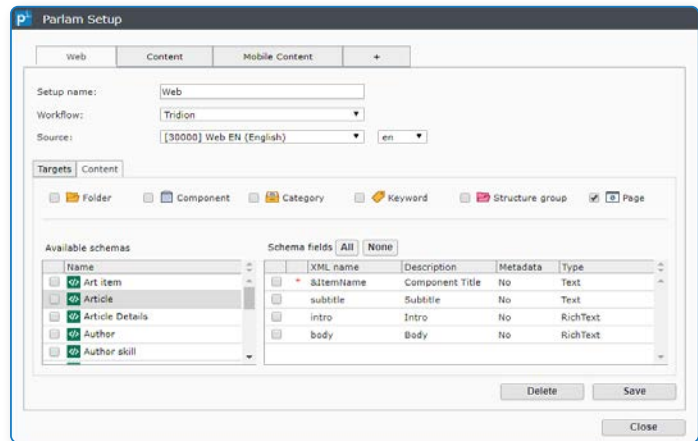 p Parlam Setup
Web Content Mobile Content +
Setup name: Web
Workflow: Tridion
Source: [30000] Web EN (English) en
Targets Content
Folder Component Category Keyword Structure group Page
Available schemas
Schema fields All None
Name
Art item
Article
Article Details
Author
Author skill
XML name Description Metadata Type
* &ItemName Component Title No Text
subtitle Subtitle No Text
intro Intro No RichText
body Body No RichText
Delete Save
Close